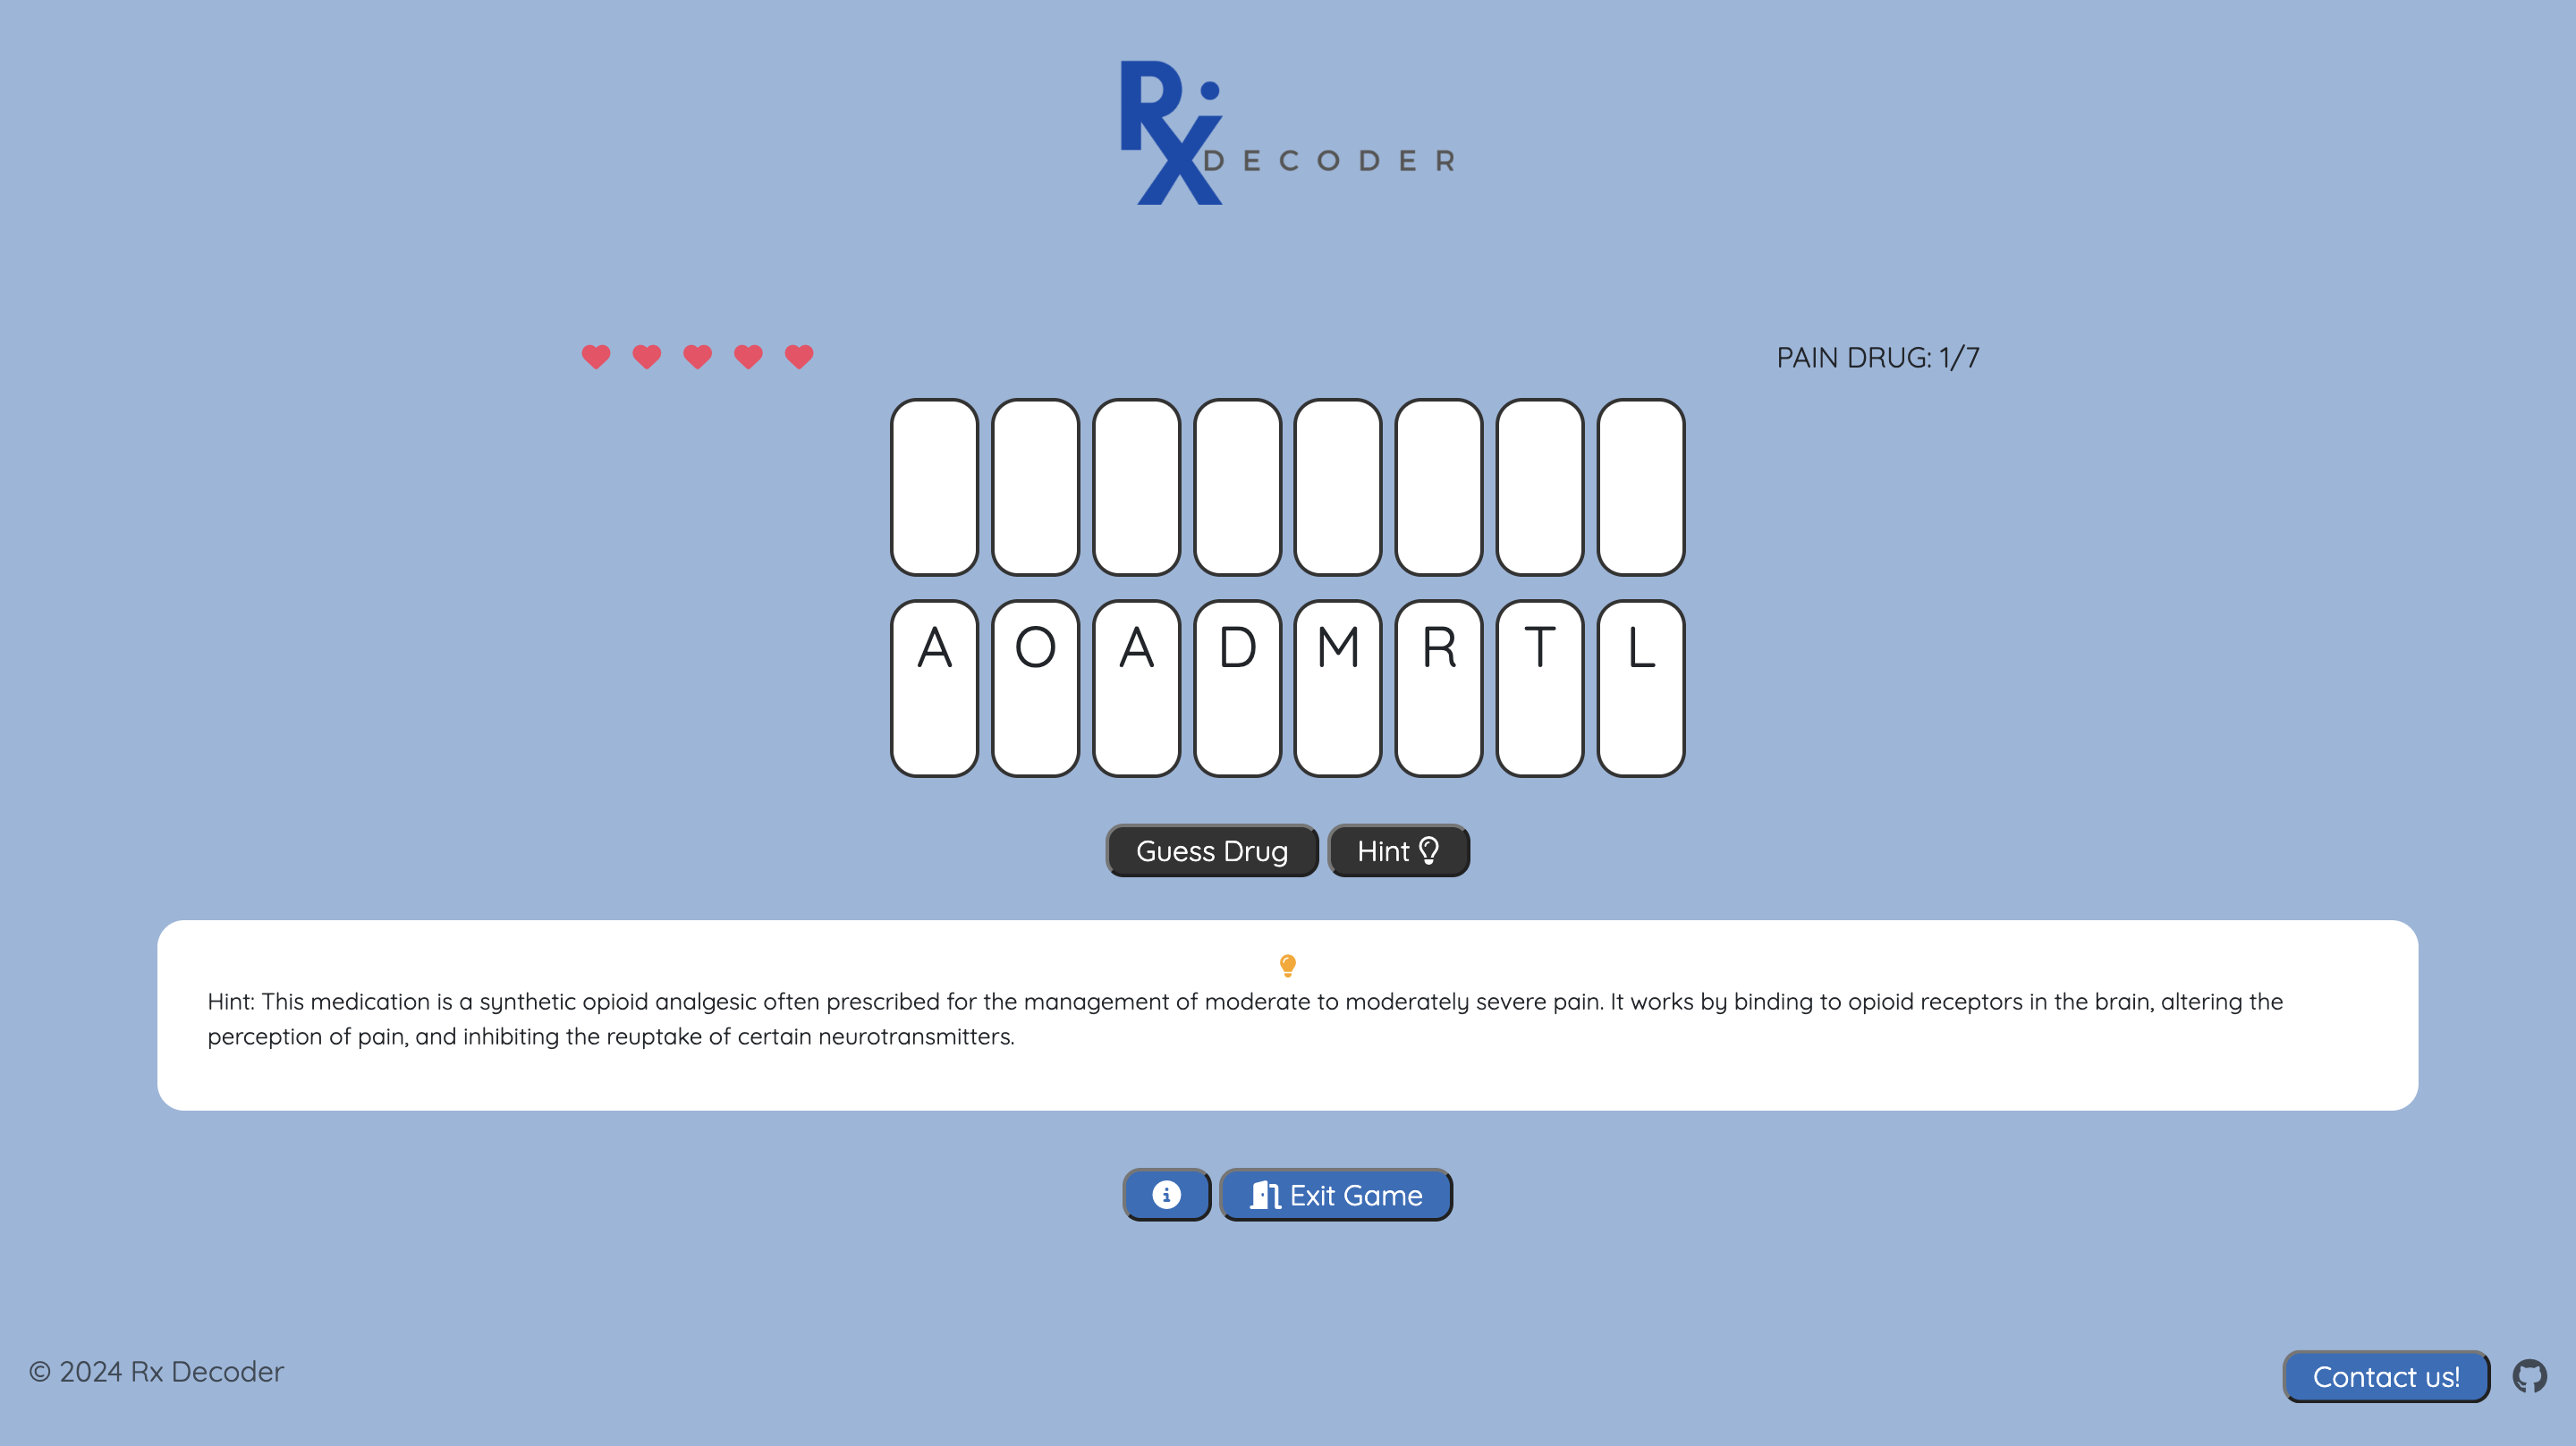 Rx DECODER
PAIN DRUG: 1/7
A O A D M R T L
Guess Drug Hint
Hint: This medication is a synthetic opioid analgesic often prescribed for the management of moderate to moderately severe pain. It works by binding to opioid receptors in the brain, altering the
perception of pain, and inhibiting the reuptake of certain neurotransmitters.
Exit Game
© 2024 Rx Decoder
Contact us!